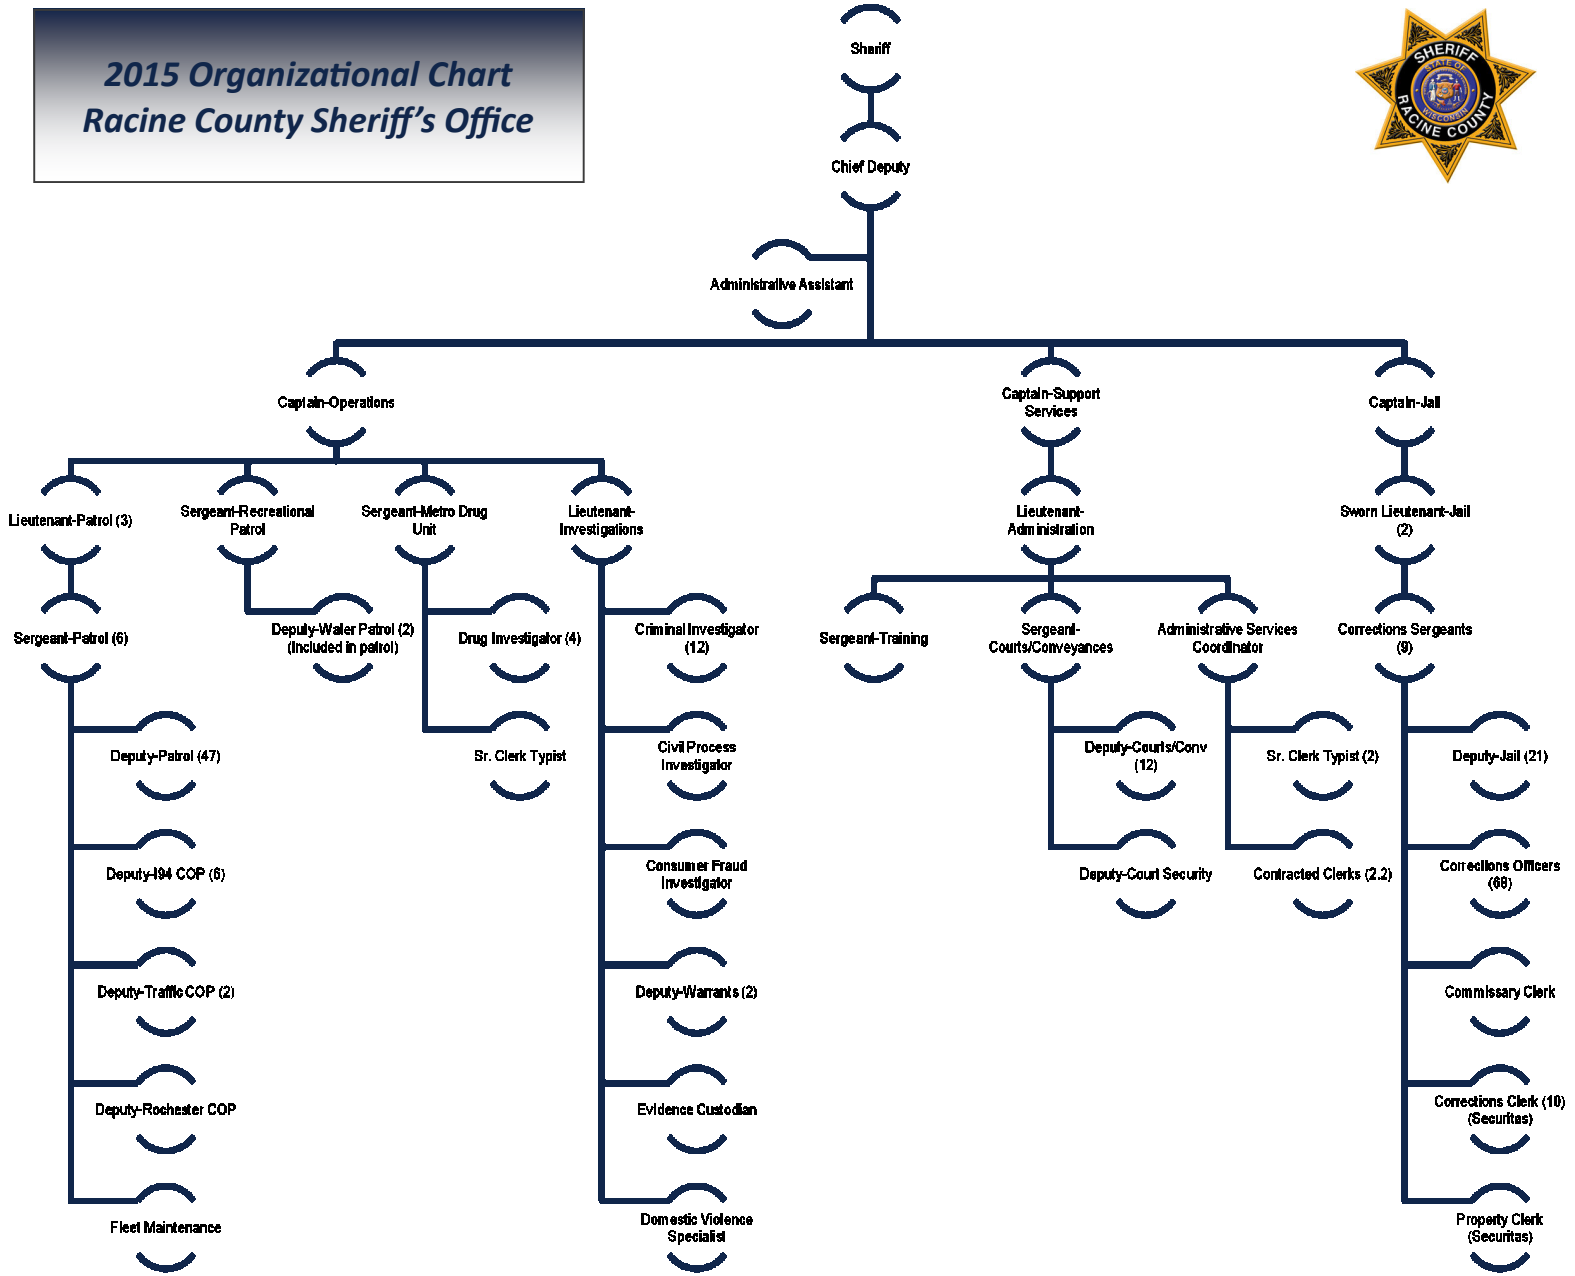 2015 Organizational Chart
Racine County Sheriff's Office
SHERIFF
STATE OF
WISCONSIN
RACINE COUNTY
Sheriff
Chief Deputy
Administrative Assistant
Captain-Operations
Captain-Support
Services
Captain-Jail
Lieutenant-Patrol (3)
Sergeant-Recreational
Patrol
Sergeant-Metro Drug
Unit
Lieutenant-
Investigations
Lieutenant-
Administration
Sworn Lieutenant-Jail
(2)
Sergeant-Patrol (6)
Deputy-Water Patrol (2)
(Included in patrol)
Drug Investigator (4)
Criminal Investigator
(12)
Sergeant-Training
Sergeant-
Courts/Conveyances
Administrative Services
Coordinator
Corrections Sergeants
(9)
Deputy-Patrol (47)
Sr. Clerk Typist
Civil Process
Investigator
Deputy-Courts/Conv
(12)
Sr. Clerk Typist (2)
Deputy-Jail (21)
Deputy-I94 COP (6)
Consumer Fraud
Investigator
Deputy-Court Security
Contracted Clerks (2.2)
Corrections Officers
(68)
Deputy-Traffic COP (2)
Deputy-Warrants (2)
Commissary Clerk
Deputy-Rochester COP
Evidence Custodian
Corrections Clerk (10)
(Securitas)
Fleet Maintenance
Domestic Violence
Specialist
Property Clerk
(Securitas)